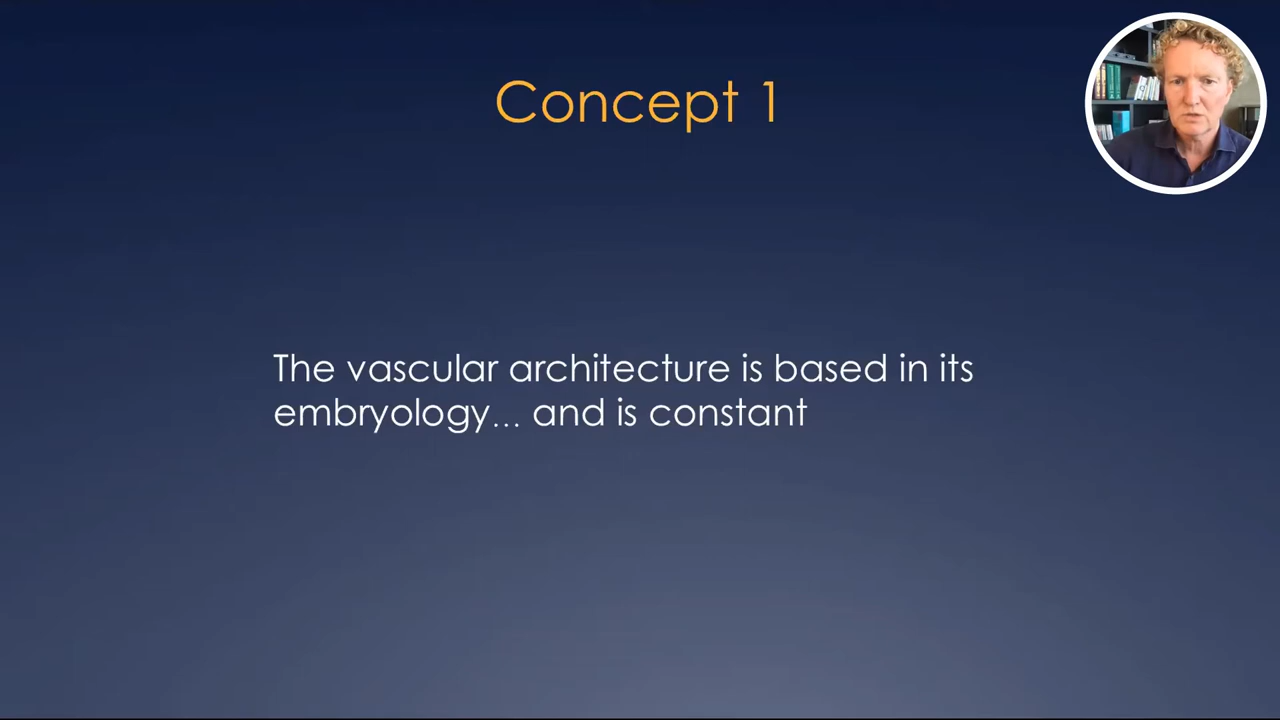 Concept 1
The vascular architecture is based in its
embryology... and is constant